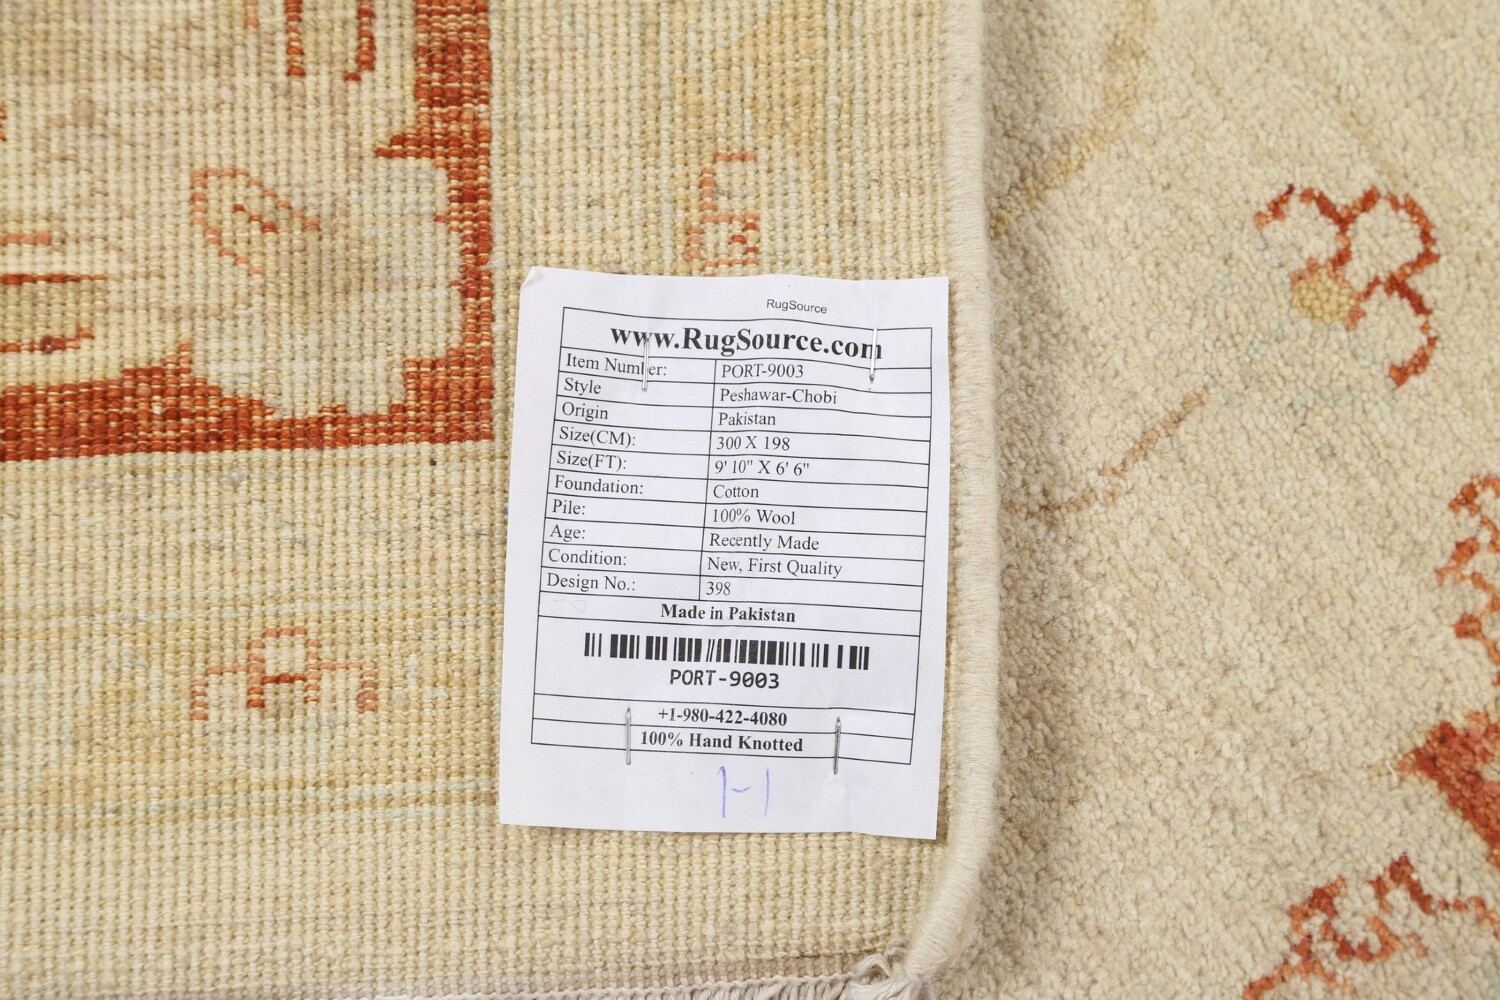 RugSource
www.RugSource.com
Item Number: PORT-9003
Style Peshawar-Chobi
Origin Pakistan
Size(CM): 300 X 198
Size(FT): 9' 10" X 6' 6"
Foundation: Cotton
Pile: 100% Wool
Age: Recently Made
Condition: New, First Quality
Design No.: 398
Made in Pakistan
PORT-9003
+1-980-422-4080
100% Hand Knotted
1-1